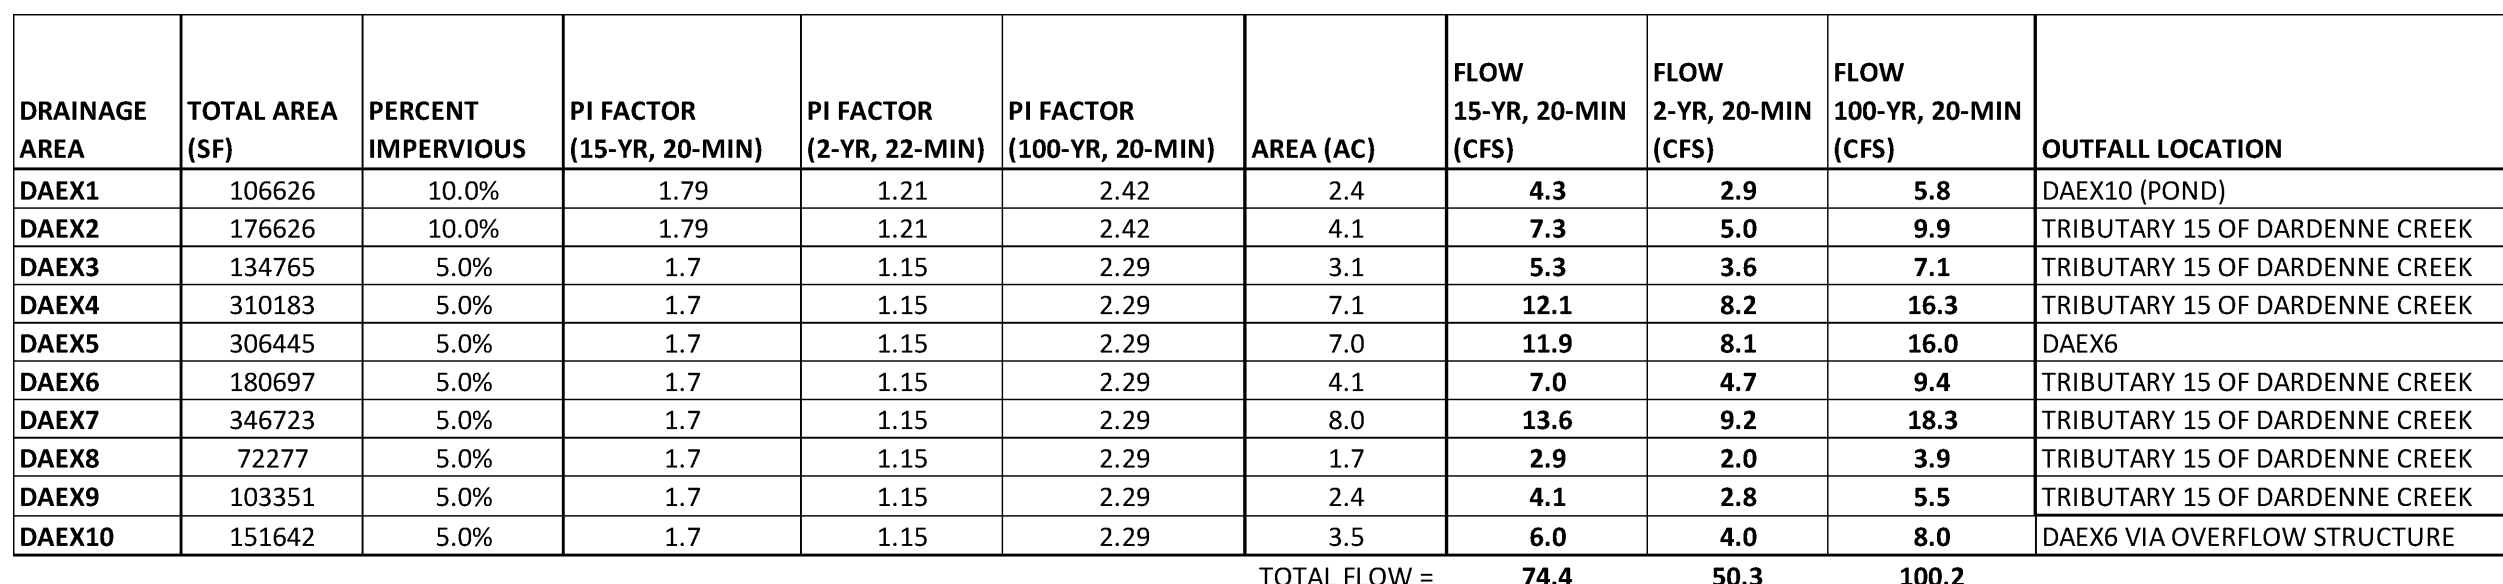 DRAINAGE AREA | TOTAL AREA (SF) | PERCENT IMPERVIOUS | PI FACTOR (15-YR, 20-MIN) | PI FACTOR (2-YR, 22-MIN) | PI FACTOR (100-YR, 20-MIN) | AREA (AC) | FLOW 15-YR, 20-MIN (CFS) | FLOW 2-YR, 20-MIN (CFS) | FLOW 100-YR, 20-MIN (CFS) | OUTFALL LOCATION
DAEX1 | 106626 | 10.0% | 1.79 | 1.21 | 2.42 | 2.4 | 4.3 | 2.9 | 5.8 | DAEX10 (POND)
DAEX2 | 176626 | 10.0% | 1.79 | 1.21 | 2.42 | 4.1 | 7.3 | 5.0 | 9.9 | TRIBUTARY 15 OF DARDENNE CREEK
DAEX3 | 134765 | 5.0% | 1.7 | 1.15 | 2.29 | 3.1 | 5.3 | 3.6 | 7.1 | TRIBUTARY 15 OF DARDENNE CREEK
DAEX4 | 310183 | 5.0% | 1.7 | 1.15 | 2.29 | 7.1 | 12.1 | 8.2 | 16.3 | TRIBUTARY 15 OF DARDENNE CREEK
DAEX5 | 306445 | 5.0% | 1.7 | 1.15 | 2.29 | 7.0 | 11.9 | 8.1 | 16.0 | DAEX6
DAEX6 | 180697 | 5.0% | 1.7 | 1.15 | 2.29 | 4.1 | 7.0 | 4.7 | 9.4 | TRIBUTARY 15 OF DARDENNE CREEK
DAEX7 | 346723 | 5.0% | 1.7 | 1.15 | 2.29 | 8.0 | 13.6 | 9.2 | 18.3 | TRIBUTARY 15 OF DARDENNE CREEK
DAEX8 | 72277 | 5.0% | 1.7 | 1.15 | 2.29 | 1.7 | 2.9 | 2.0 | 3.9 | TRIBUTARY 15 OF DARDENNE CREEK
DAEX9 | 103351 | 5.0% | 1.7 | 1.15 | 2.29 | 2.4 | 4.1 | 2.8 | 5.5 | TRIBUTARY 15 OF DARDENNE CREEK
DAEX10 | 151642 | 5.0% | 1.7 | 1.15 | 2.29 | 3.5 | 6.0 | 4.0 | 8.0 | DAEX6 VIA OVERFLOW STRUCTURE
TOTAL FLOW = | 74.4 | 50.3 | 100.2